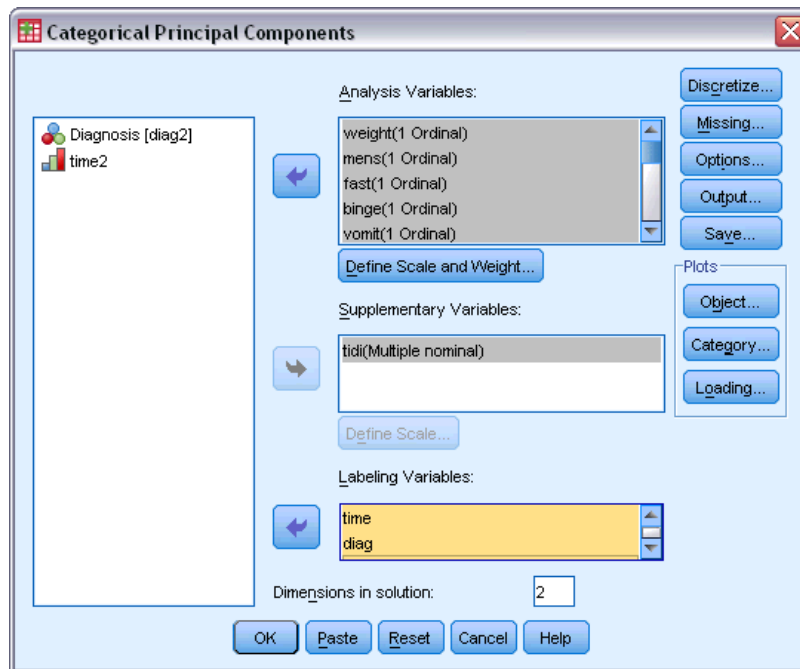 Categorical Principal Components
Diagnosis [diag2]
time2
Analysis Variables:
weight(1 Ordinal)
mens(1 Ordinal)
fast(1 Ordinal)
binge(1 Ordinal)
vomit(1 Ordinal)
Define Scale and Weight...
Supplementary Variables:
tidi(Multiple nominal)
Define Scale...
Labeling Variables:
time
diag
Dimensions in solution: 2
Discretize...
Missing...
Options...
Output...
Save...
Plots
Object...
Category...
Loading...
OK Paste Reset Cancel Help